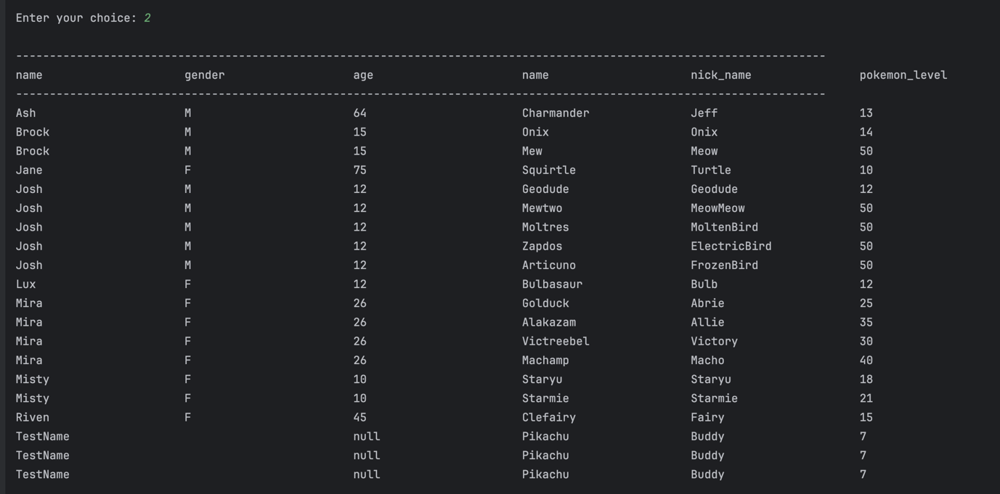 Enter your choice: 2
------------------------------------------------------------------------------------------------------------------------
name gender age name nick_name pokemon_level
------------------------------------------------------------------------------------------------------------------------
Ash M 64 Charmander Jeff 13
Brock M 15 Onix Onix 14
Brock M 15 Mew Meow 50
Jane F 75 Squirtle Turtle 10
Josh M 12 Geodude Geodude 12
Josh M 12 Mewtwo MeowMeow 50
Josh M 12 Moltres MoltenBird 50
Josh M 12 Zapdos ElectricBird 50
Josh M 12 Articuno FrozenBird 50
Lux F 12 Bulbasaur Bulb 12
Mira F 26 Golduck Abrie 25
Mira F 26 Alakazam Allie 35
Mira F 26 Victreebel Victory 30
Mira F 26 Machamp Macho 40
Misty F 10 Staryu Staryu 18
Misty F 10 Starmie Starmie 21
Riven F 45 Clefairy Fairy 15
TestName null Pikachu Buddy 7
TestName null Pikachu Buddy 7
TestName null Pikachu Buddy 7